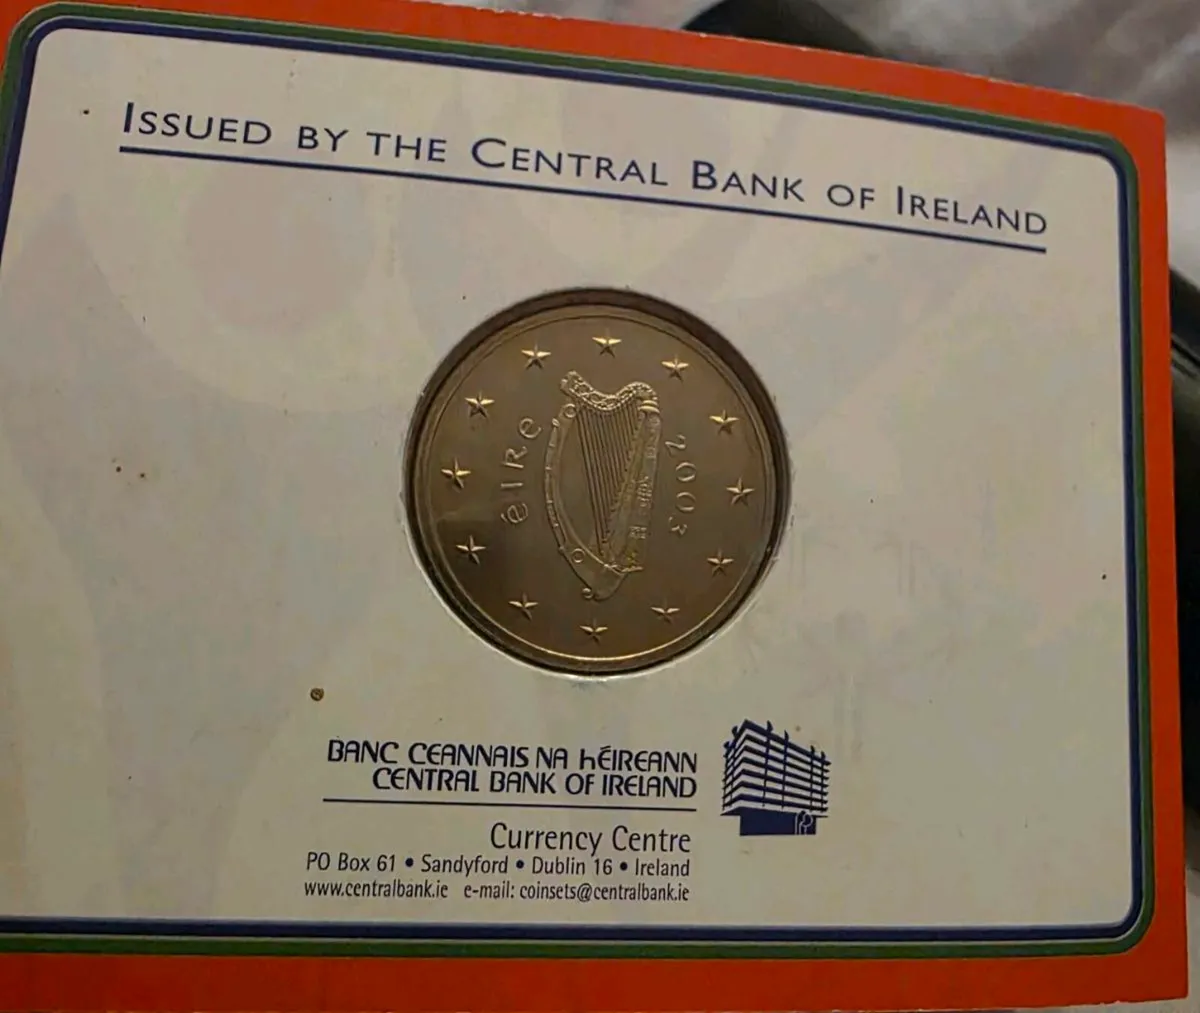 ISSUED BY THE CENTRAL BANK OF IRELAND
éire
2003
BANC CEANNAIS NA hÉIREANN
CENTRAL BANK OF IRELAND
Currency Centre
PO Box 61 • Sandyford • Dublin 16 • Ireland
www.centralbank.ie e-mail: coinsets@centralbank.ie